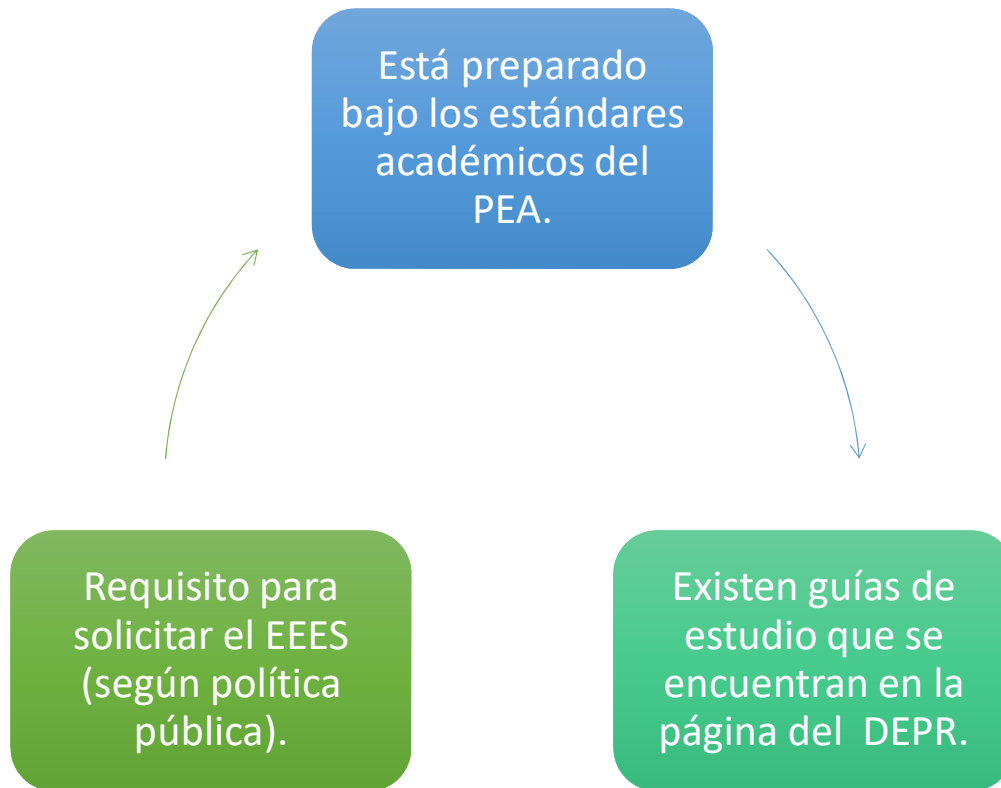 Está preparado
bajo los estándares
académicos del
PEA.
Requisito para
solicitar el EEES
(según política
pública).
Existen guías de
estudio que se
encuentran en la
página del  DEPR.